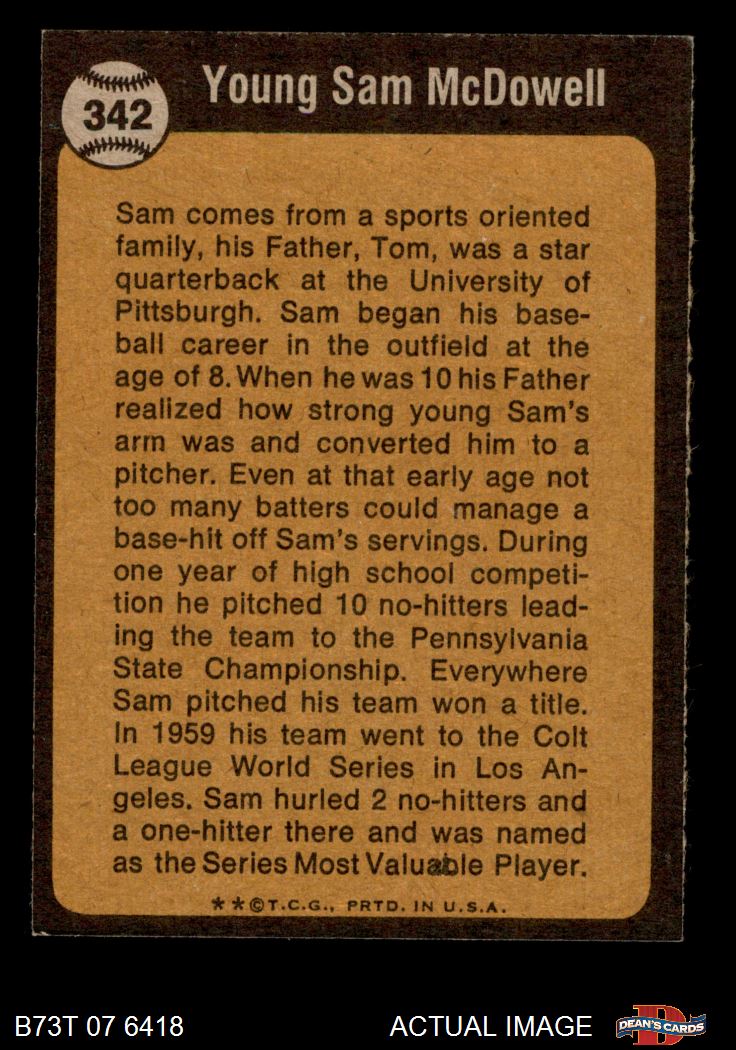 342
Young Sam McDowell
Sam comes from a sports oriented
family, his Father, Tom, was a star
quarterback at the University of
Pittsburgh. Sam began his base-
ball career in the outfield at the
age of 8. When he was 10 his Father
realized how strong young Sam's
arm was and converted him to a
pitcher. Even at that early age not
too many batters could manage a
base-hit off Sam's servings. During
one year of high school competi-
tion he pitched 10 no-hitters lead-
ing the team to the Pennsylvania
State Championship. Everywhere
Sam pitched his team won a title.
In 1959 his team went to the Colt
League World Series in Los An-
geles. Sam hurled 2 no-hitters and
a one-hitter there and was named
as the Series Most Valuable Player.
**©T.C.G., PRTD. IN U.S.A.
B73T 07 6418
ACTUAL IMAGE
D
DEAN'S CARDS